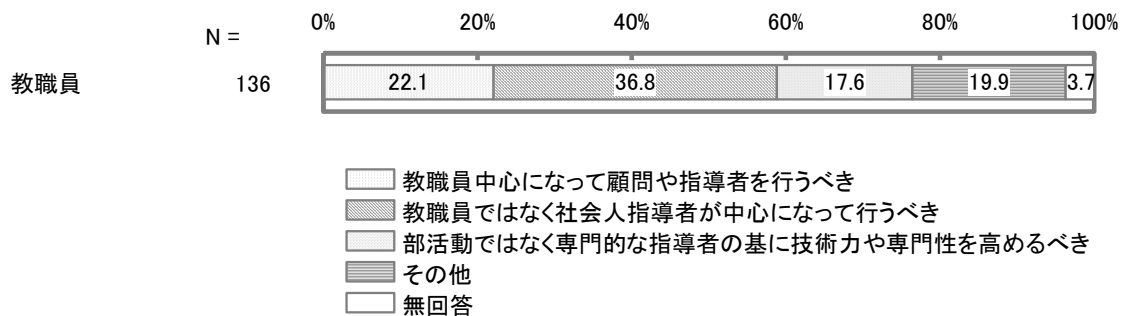 0% 20% 40% 60% 80% 100%
N =
教職員 136 22.1 36.8 17.6 19.9 3.7
教職員中心になって顧問や指導者を行うべき
教職員ではなく社会人指導者が中心になって行うべき
部活動ではなく専門的な指導者の基に技術力や専門性を高めるべき
その他
無回答